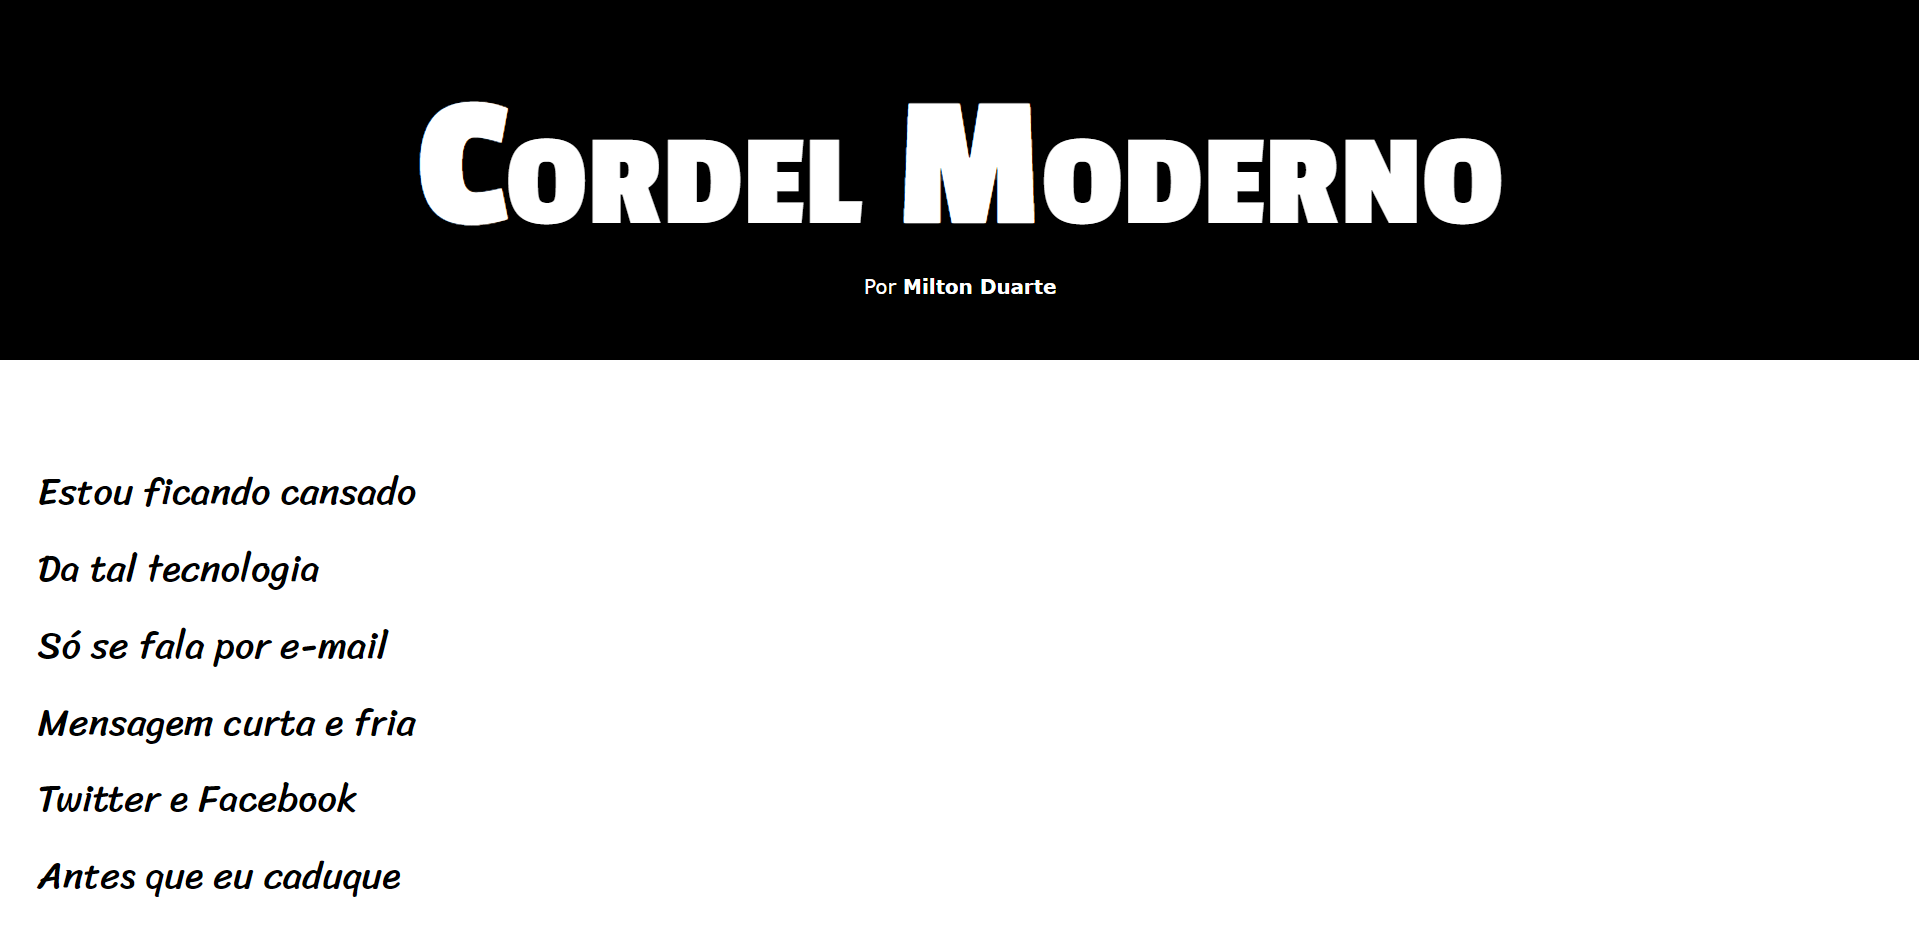 Cordel Moderno
Por Milton Duarte
Estou ficando cansado
Da tal tecnologia
Só se fala por e-mail
Mensagem curta e fria
Twitter e Facebook
Antes que eu caduque